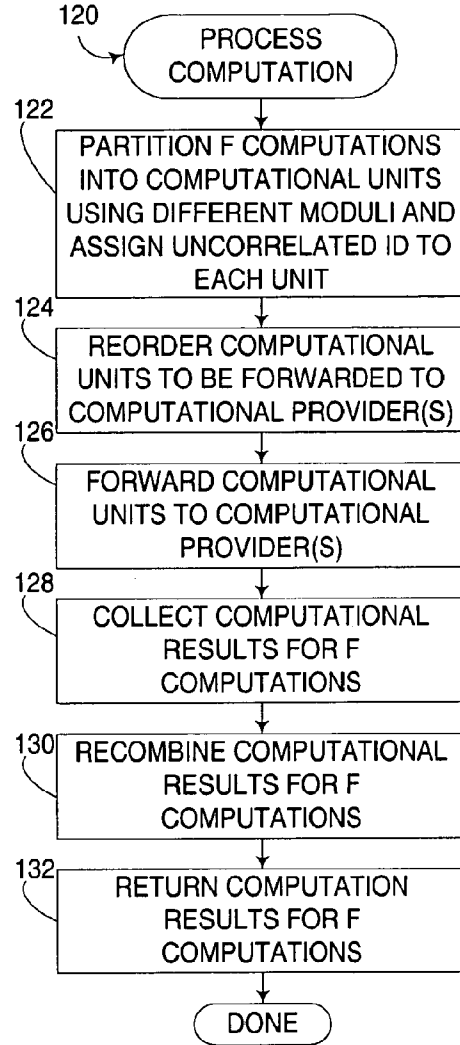 120
PROCESS
COMPUTATION
122
PARTITION F COMPUTATIONS
INTO COMPUTATIONAL UNITS
USING DIFFERENT MODULI AND
ASSIGN UNCORRELATED ID TO
EACH UNIT
124
REORDER COMPUTATIONAL
UNITS TO BE FORWARDED TO
COMPUTATIONAL PROVIDER(S)
126
FORWARD COMPUTATIONAL
UNITS TO COMPUTATIONAL
PROVIDER(S)
128
COLLECT COMPUTATIONAL
RESULTS FOR F
COMPUTATIONS
130
RECOMBINE COMPUTATIONAL
RESULTS FOR F
COMPUTATIONS
132
RETURN COMPUTATION
RESULTS FOR F
COMPUTATIONS
DONE